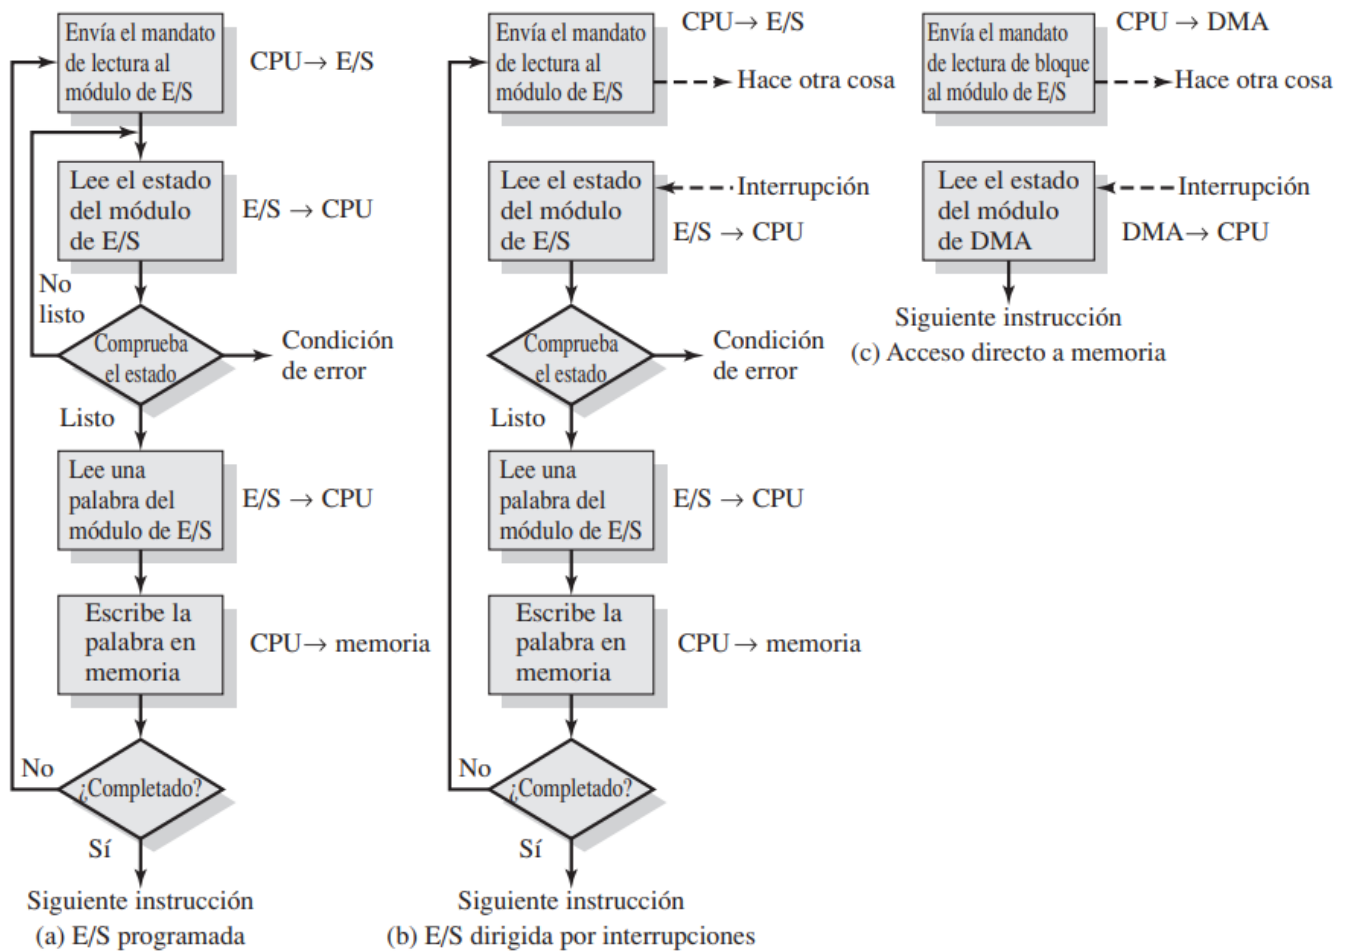 Envía el mandato
de lectura al
módulo de E/S
CPU→ E/S
Lee el estado
del módulo
de E/S
E/S → CPU
No
listo
Comprueba
el estado
Condición
de error
Listo
Lee una
palabra del
módulo de E/S
E/S → CPU
Escribe la
palabra en
memoria
CPU→ memoria
No
¿Completado?
Sí
Siguiente instrucción
(a) E/S programada
Envía el mandato
de lectura al
módulo de E/S
CPU→ E/S
Hace otra cosa
Lee el estado
del módulo
de E/S
Interrupción
E/S → CPU
Comprueba
el estado
Condición
de error
Listo
Lee una
palabra del
módulo de E/S
E/S → CPU
Escribe la
palabra en
memoria
CPU→ memoria
No
¿Completado?
Sí
Siguiente instrucción
(b) E/S dirigida por interrupciones
Envía el mandato
de lectura de bloque
al módulo de E/S
CPU → DMA
Hace otra cosa
Lee el estado
del módulo
de DMA
Interrupción
DMA→ CPU
Siguiente instrucción
(c) Acceso directo a memoria